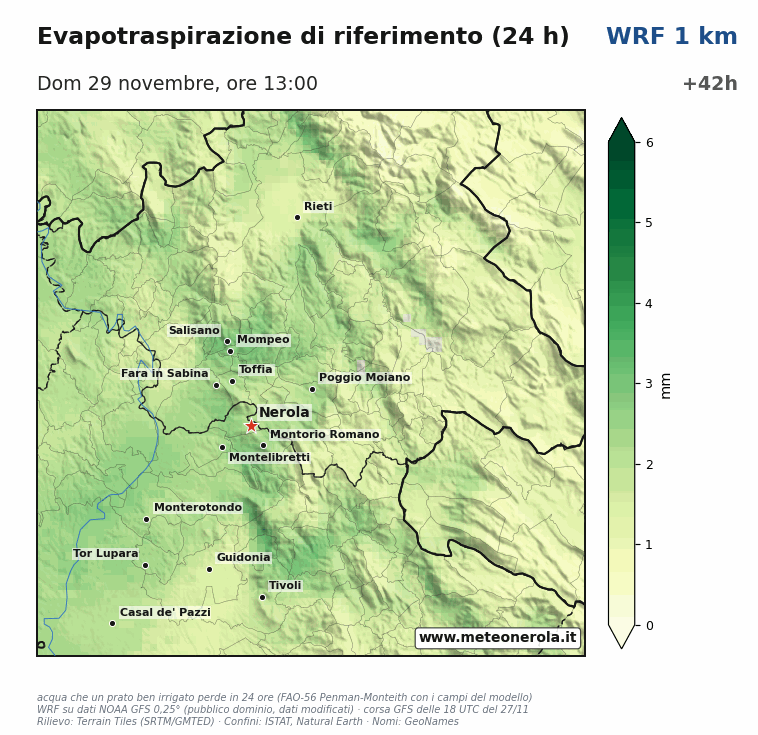 Evapotraspirazione di riferimento (24 h) WRF 1 km
Dom 29 novembre, ore 13:00 +42h
Rieti
Salisano
Mompeo
Toffia
Fara in Sabina
Poggio Moiano
Nerola
Montorio Romano
Montelibretti
Monterotondo
Tor Lupara
Guidonia
Tivoli
Casal de' Pazzi
www.meteonerola.it
6
5
4
3
2
1
0
mm
acqua che un prato ben irrigato perde in 24 ore (FAO-56 Penman-Monteith con i campi del modello)
WRF su dati NOAA GFS 0,25° (pubblico dominio, dati modificati) · corsa GFS delle 18 UTC del 27/11
Rilievo: Terrain Tiles (SRTM/GMTED) · Confini: ISTAT, Natural Earth · Nomi: GeoNames